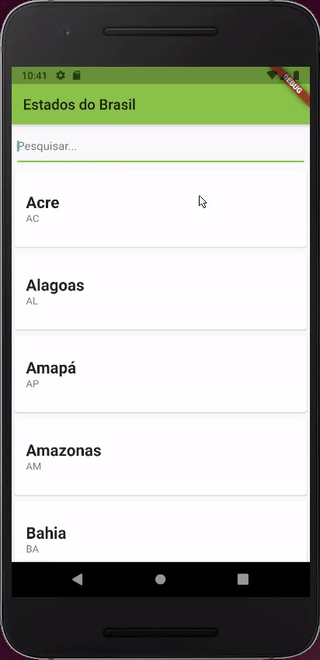 10:41
DEBUG
Estados do Brasil
Pesquisar...
Acre
AC
Alagoas
AL
Amapá
AP
Amazonas
AM
Bahia
BA